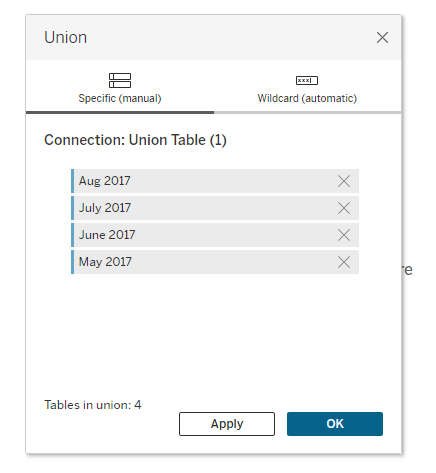 Union
Specific (manual)
Wildcard (automatic)
Connection: Union Table (1)
Aug 2017
July 2017
June 2017
May 2017
re
Tables in union: 4
Apply
OK